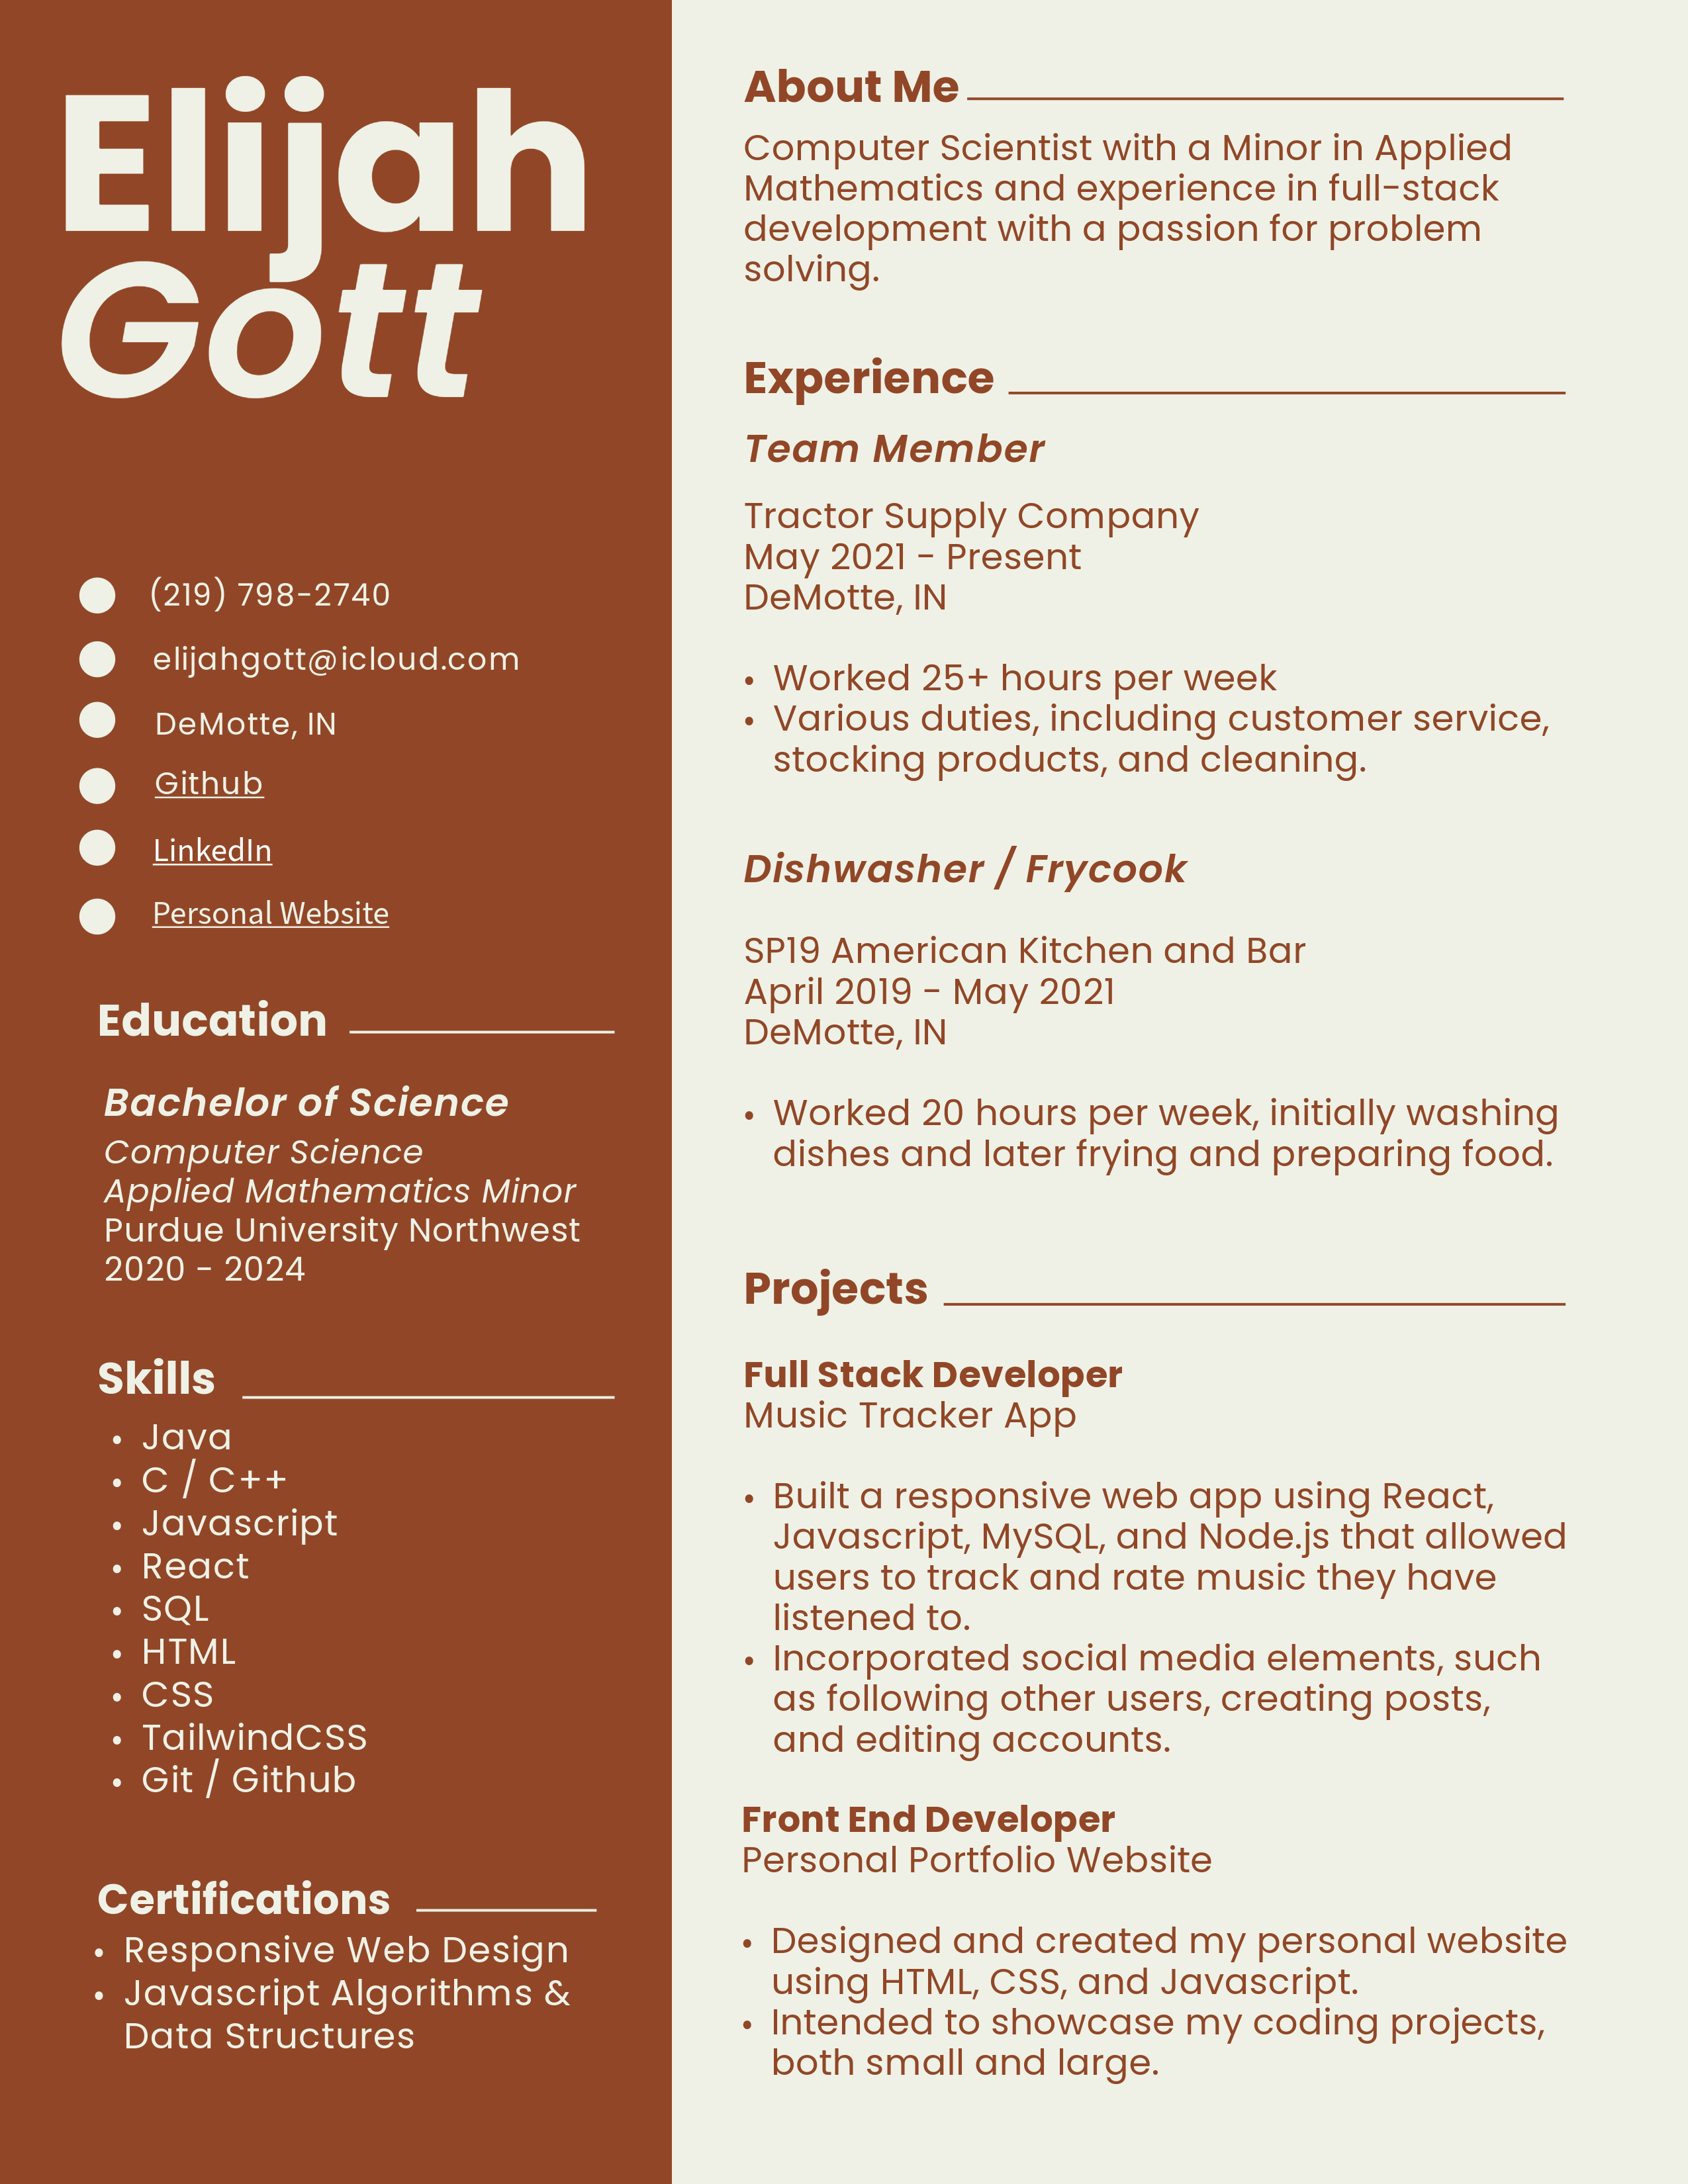 Elijah
Gott
(219) 798-2740
elijahgott@icloud.com
DeMotte, IN
Github
LinkedIn
Personal Website
Education
Bachelor of Science
Computer Science
Applied Mathematics Minor
Purdue University Northwest
2020 - 2024
Skills
• Java
• C / C++
• Javascript
• React
• SQL
• HTML
• CSS
• TailwindCSS
• Git / Github
Certifications
• Responsive Web Design
• Javascript Algorithms &
Data Structures
About Me
Computer Scientist with a Minor in Applied
Mathematics and experience in full-stack
development with a passion for problem
solving.
Experience
Team Member
Tractor Supply Company
May 2021 - Present
DeMotte, IN
• Worked 25+ hours per week
• Various duties, including customer service,
stocking products, and cleaning.
Dishwasher / Frycook
SP19 American Kitchen and Bar
April 2019 - May 2021
DeMotte, IN
• Worked 20 hours per week, initially washing
dishes and later frying and preparing food.
Projects
Full Stack Developer
Music Tracker App
• Built a responsive web app using React,
Javascript, MySQL, and Node.js that allowed
users to track and rate music they have
listened to.
• Incorporated social media elements, such
as following other users, creating posts,
and editing accounts.
Front End Developer
Personal Portfolio Website
• Designed and created my personal website
using HTML, CSS, and Javascript.
• Intended to showcase my coding projects,
both small and large.